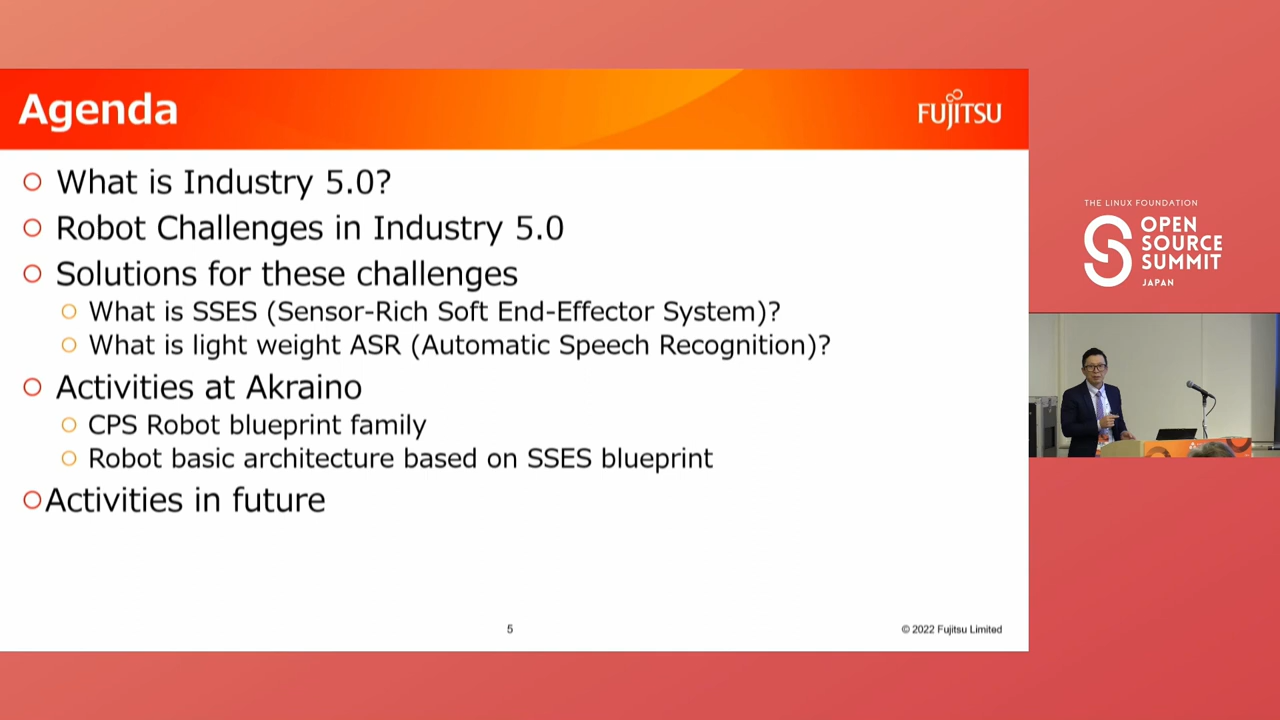 Agenda
FUJITSU
What is Industry 5.0?
Robot Challenges in Industry 5.0
Solutions for these challenges
What is SSES (Sensor-Rich Soft End-Effector System)?
What is light weight ASR (Automatic Speech Recognition)?
Activities at Akraino
CPS Robot blueprint family
Robot basic architecture based on SSES blueprint
Activities in future
5
© 2022 Fujitsu Limited
THE LINUX FOUNDATION
OPEN
SOURCE
SUMMIT
JAPAN